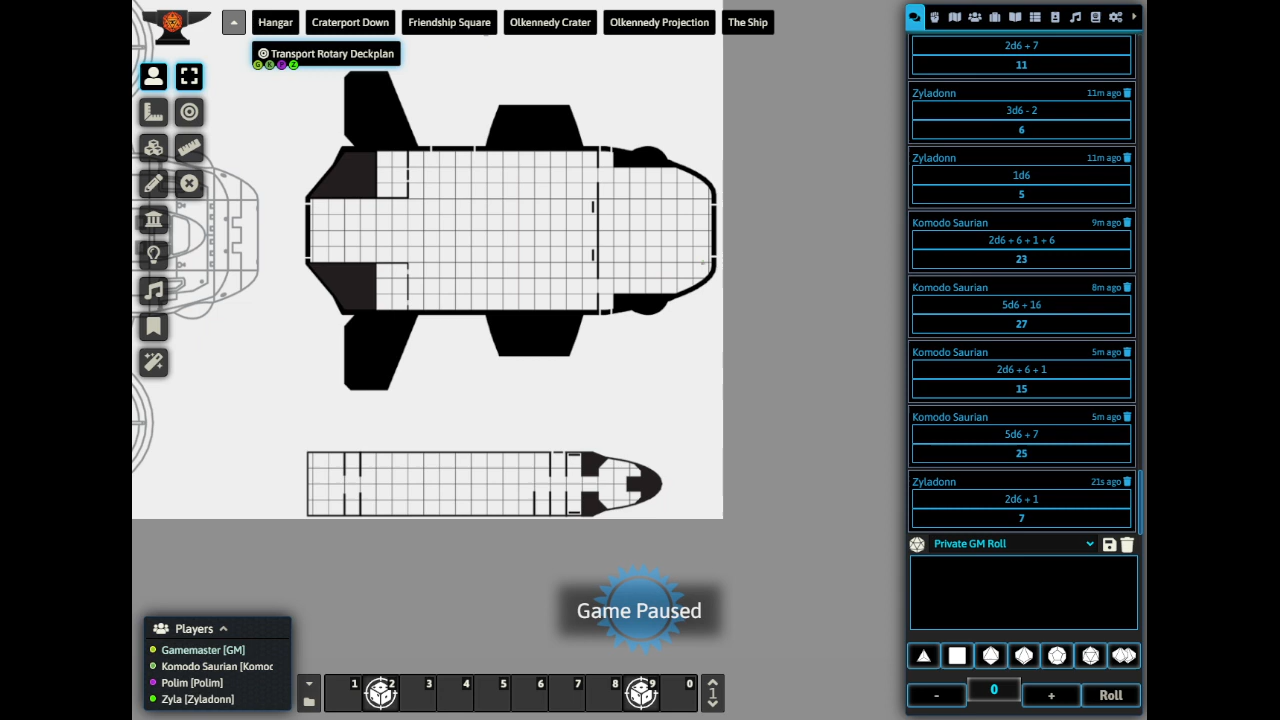 Hangar
Craterport Down
Friendship Square
Olkennedy Crater
Olkennedy Projection
The Ship
Transport Rotary Deckplan
G K P Z
2d6 + 7
11
Zyladonn 11m ago
3d6 - 2
6
Zyladonn 11m ago
1d6
5
Komodo Saurian 9m ago
2d6 + 6 + 1 + 6
23
Komodo Saurian 8m ago
5d6 + 16
27
Komodo Saurian 5m ago
2d6 + 6 + 1
15
Komodo Saurian 5m ago
5d6 + 7
25
Zyladonn 21s ago
2d6 + 1
7
Private GM Roll
- 0 + Roll
Game Paused
Players
Gamemaster [GM]
Komodo Saurian [Komoc
Polim [Polim]
Zyla [Zyladonn]
1 2 3 4 5 6 7 8 9 0
1